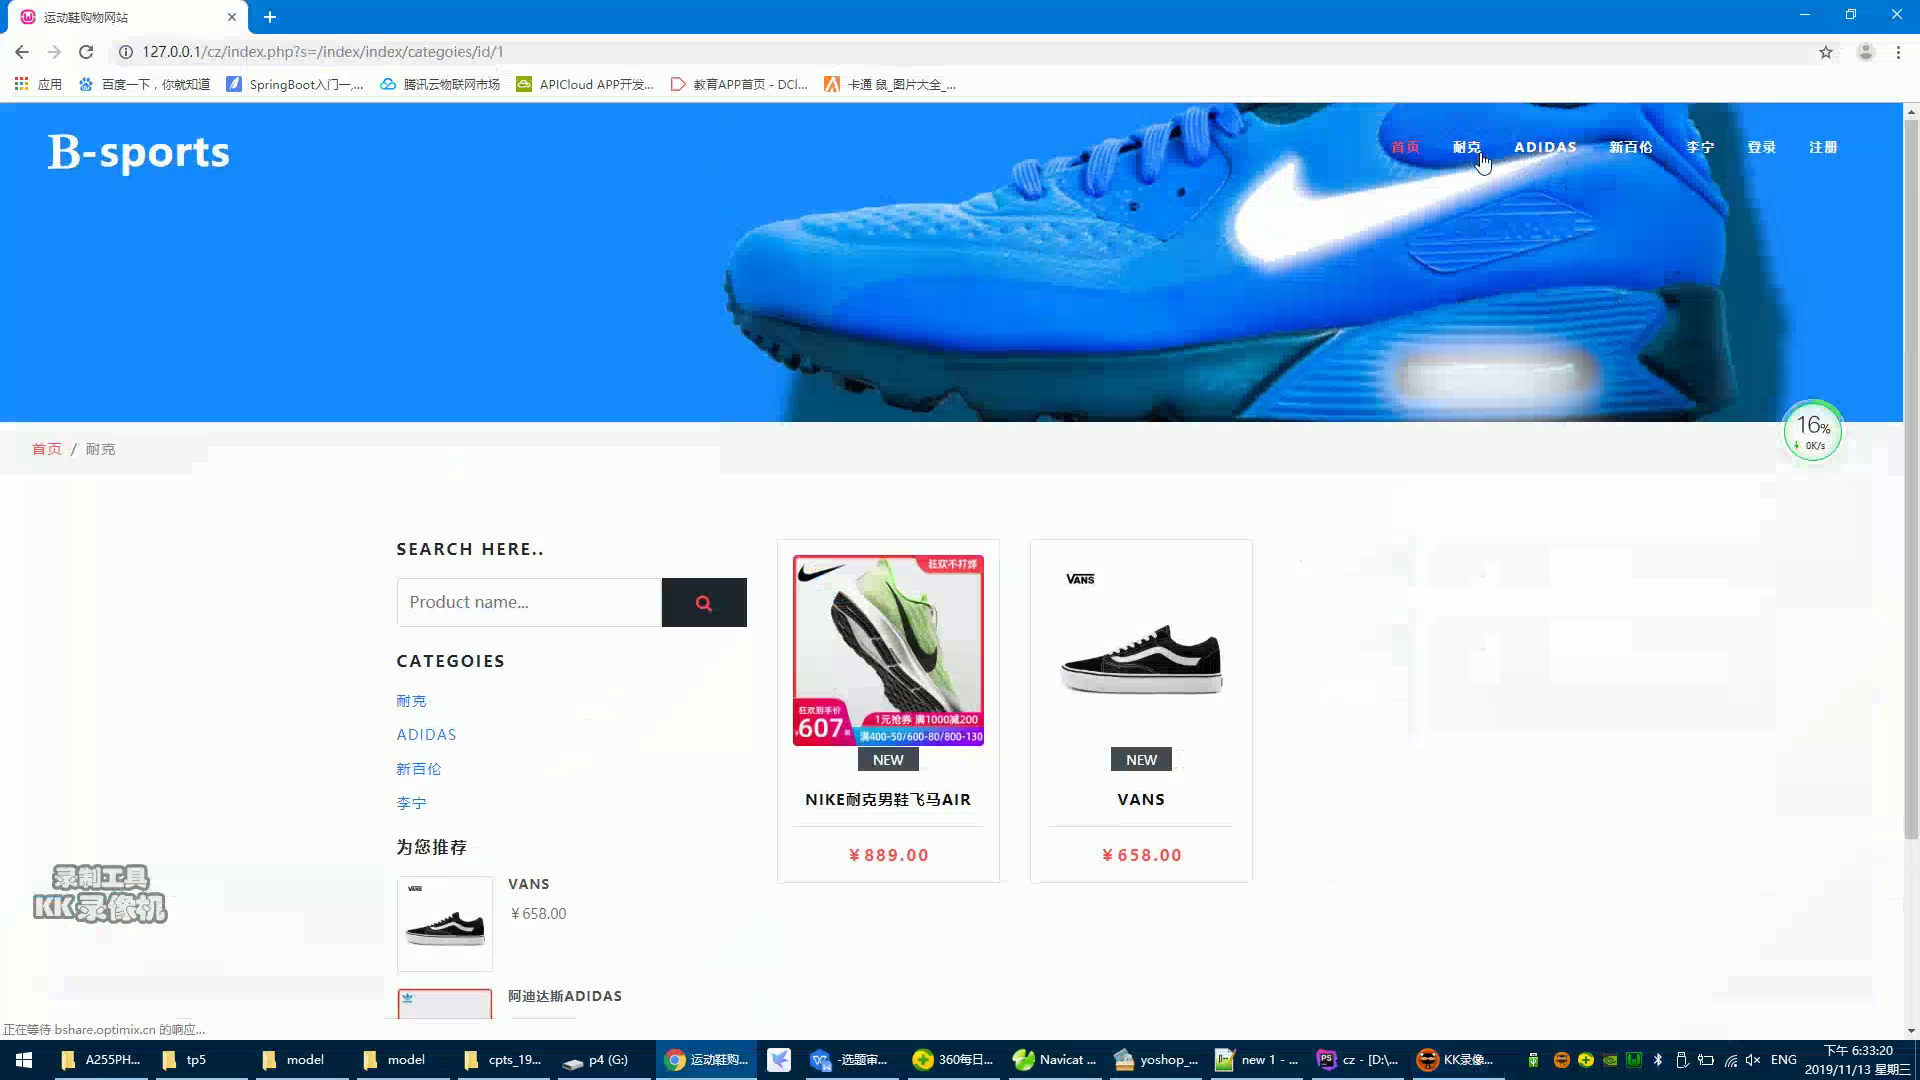 运动鞋购物网站
127.0.0.1/cz/index.php?s=/index/index/categoies/id/1
应用 百度一下，你就知道 SpringBoot入门一,... 腾讯云物联网市场 APICloud APP开发... 教育APP首页 - DCl... 卡通 鼠_图片大全_...
B-sports
首页 耐克 ADIDAS 新百伦 李宁 登录 注册
16%
0K/s
首页 / 耐克
SEARCH HERE..
Product name...
CATEGOIES
耐克
ADIDAS
新百伦
李宁
为您推荐
VANS
VANS
￥658.00
阿迪达斯ADIDAS
狂欢不打烊
狂欢到手价
607
1元抢券 满1000减200
满400-50/600-80/800-130
NEW
NIKE耐克男鞋飞马AIR
￥889.00
VANS
NEW
VANS
￥658.00
录制工具
KK录像机
正在等待 bshare.optimix.cn 的响应...
A255PH... tp5 model model cpts_19... p4 (G:) 运动鞋购... -选题审... 360每日... Navicat ... yoshop_... new 1 - ... cz - [D:\... KK录像... ENG
下午 6:33:20
2019/11/13 星期三